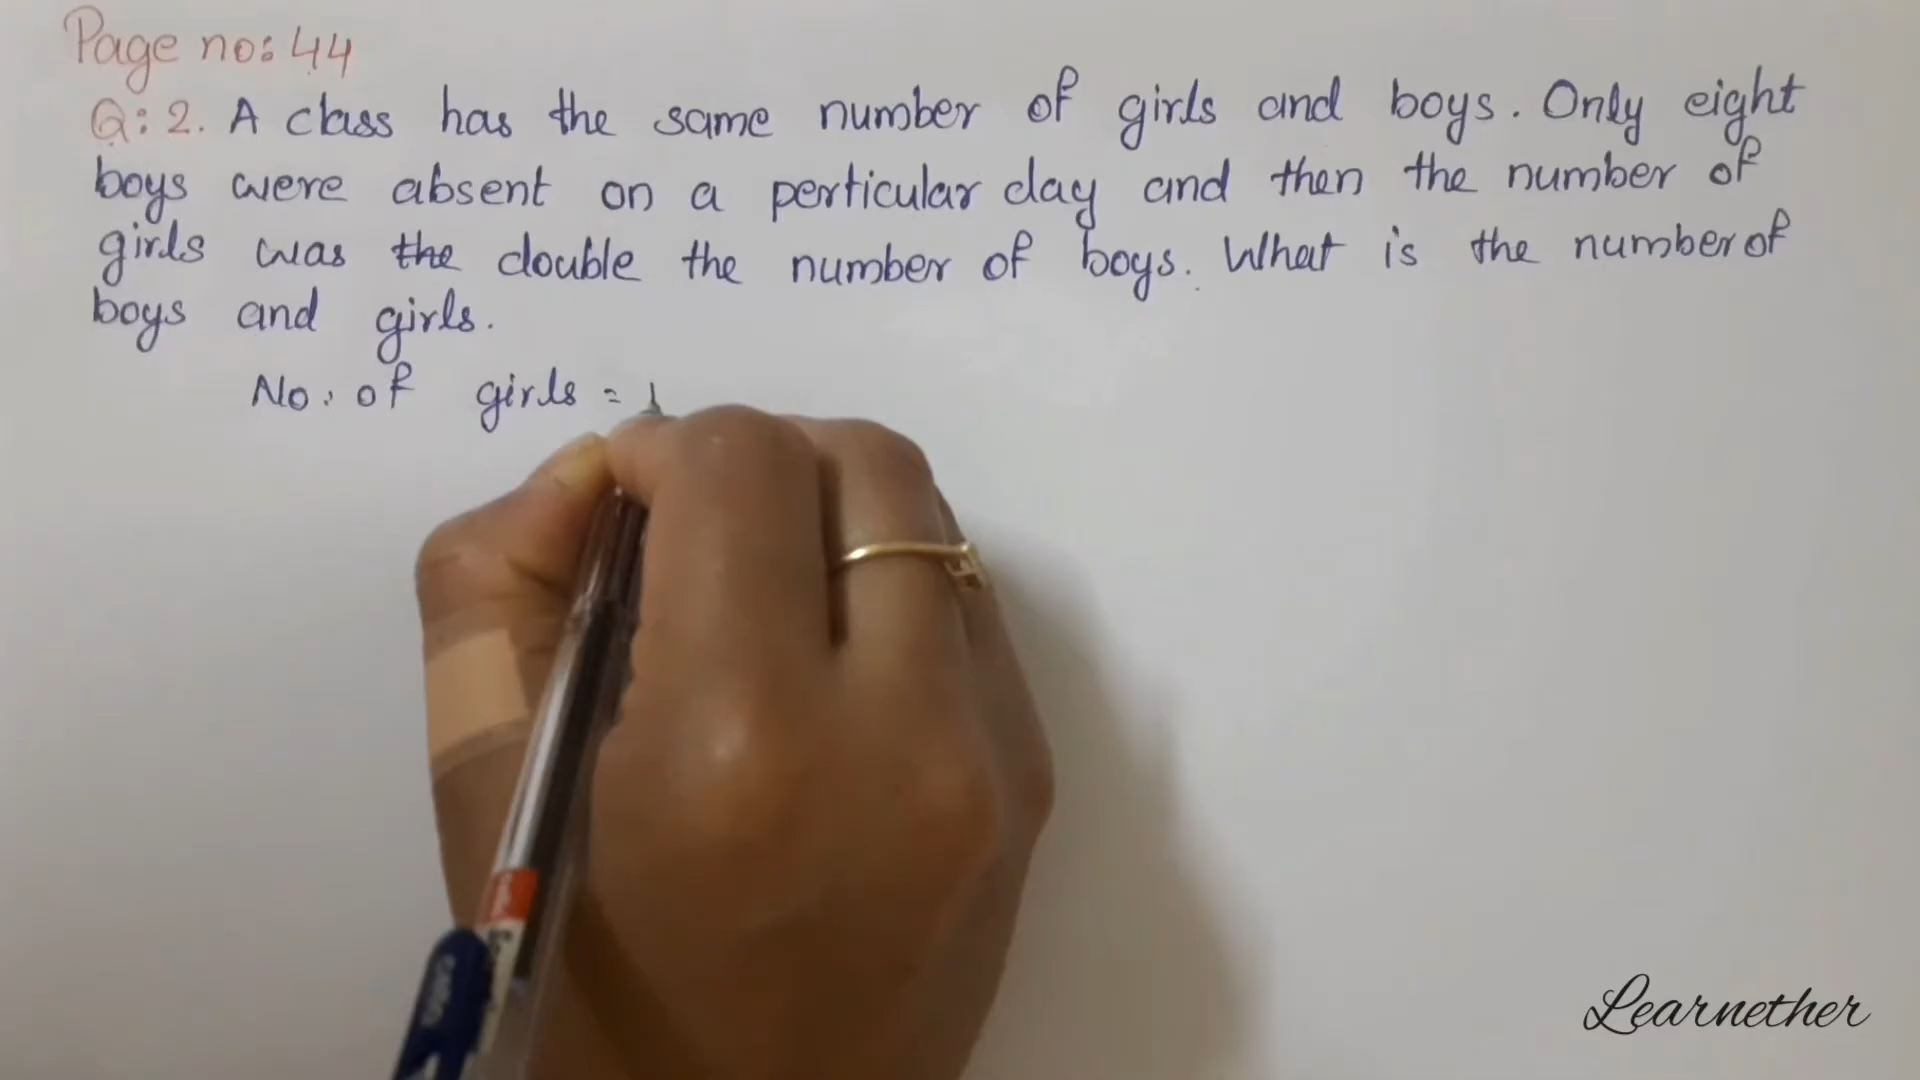 Page no: 44
Q: 2. A class has the same number of girls and boys. Only eight
boys were absent on a perticular day and then the number of
girls was the double the number of boys. What is the number of
boys and girls.
No. of girls =
Learnether